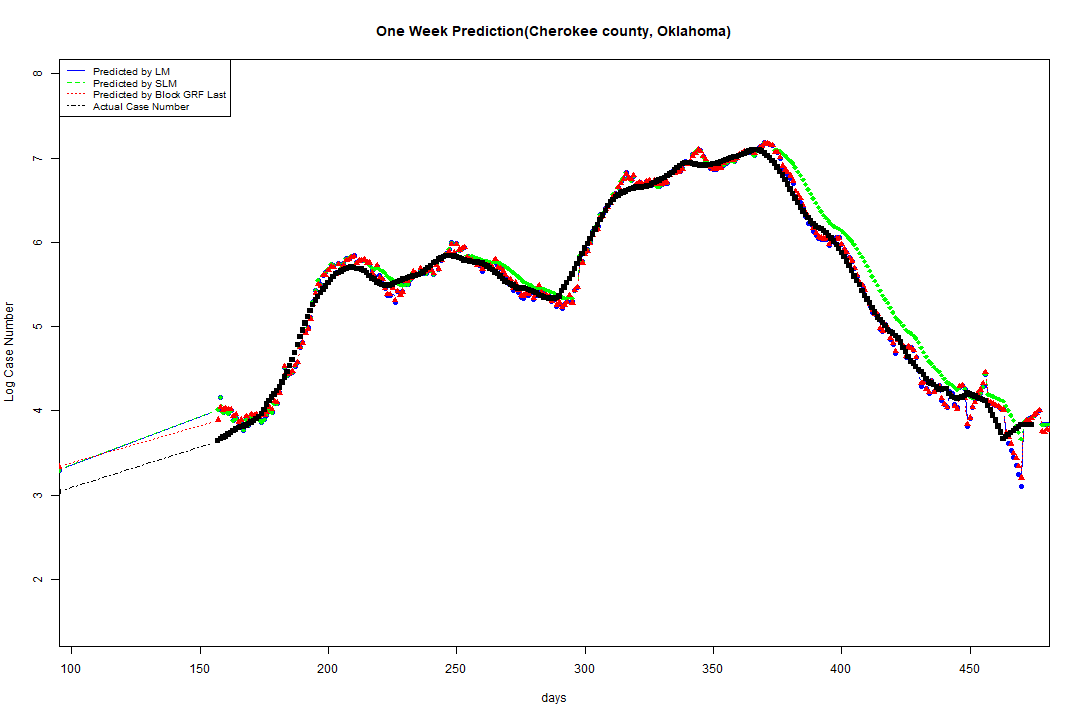 One Week Prediction(Cherokee county, Oklahoma)
Predicted by LM
Predicted by SLM
Predicted by Block GRF Last
Actual Case Number
8
7
6
5
4
3
2
Log Case Number
100 150 200 250 300 350 400 450
days